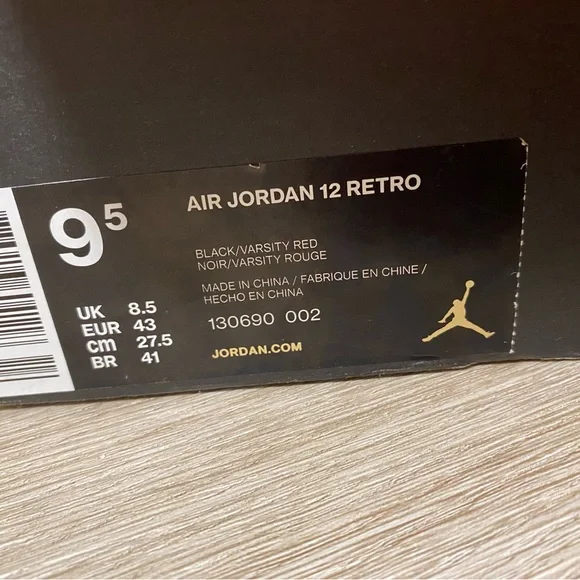 9⁵
UK 8.5
EUR 43
cm 27.5
BR 41
AIR JORDAN 12 RETRO
BLACK/VARSITY RED
NOIR/VARSITY ROUGE
MADE IN CHINA / FABRIQUE EN CHINE /
HECHO EN CHINA
130690 002
JORDAN.COM